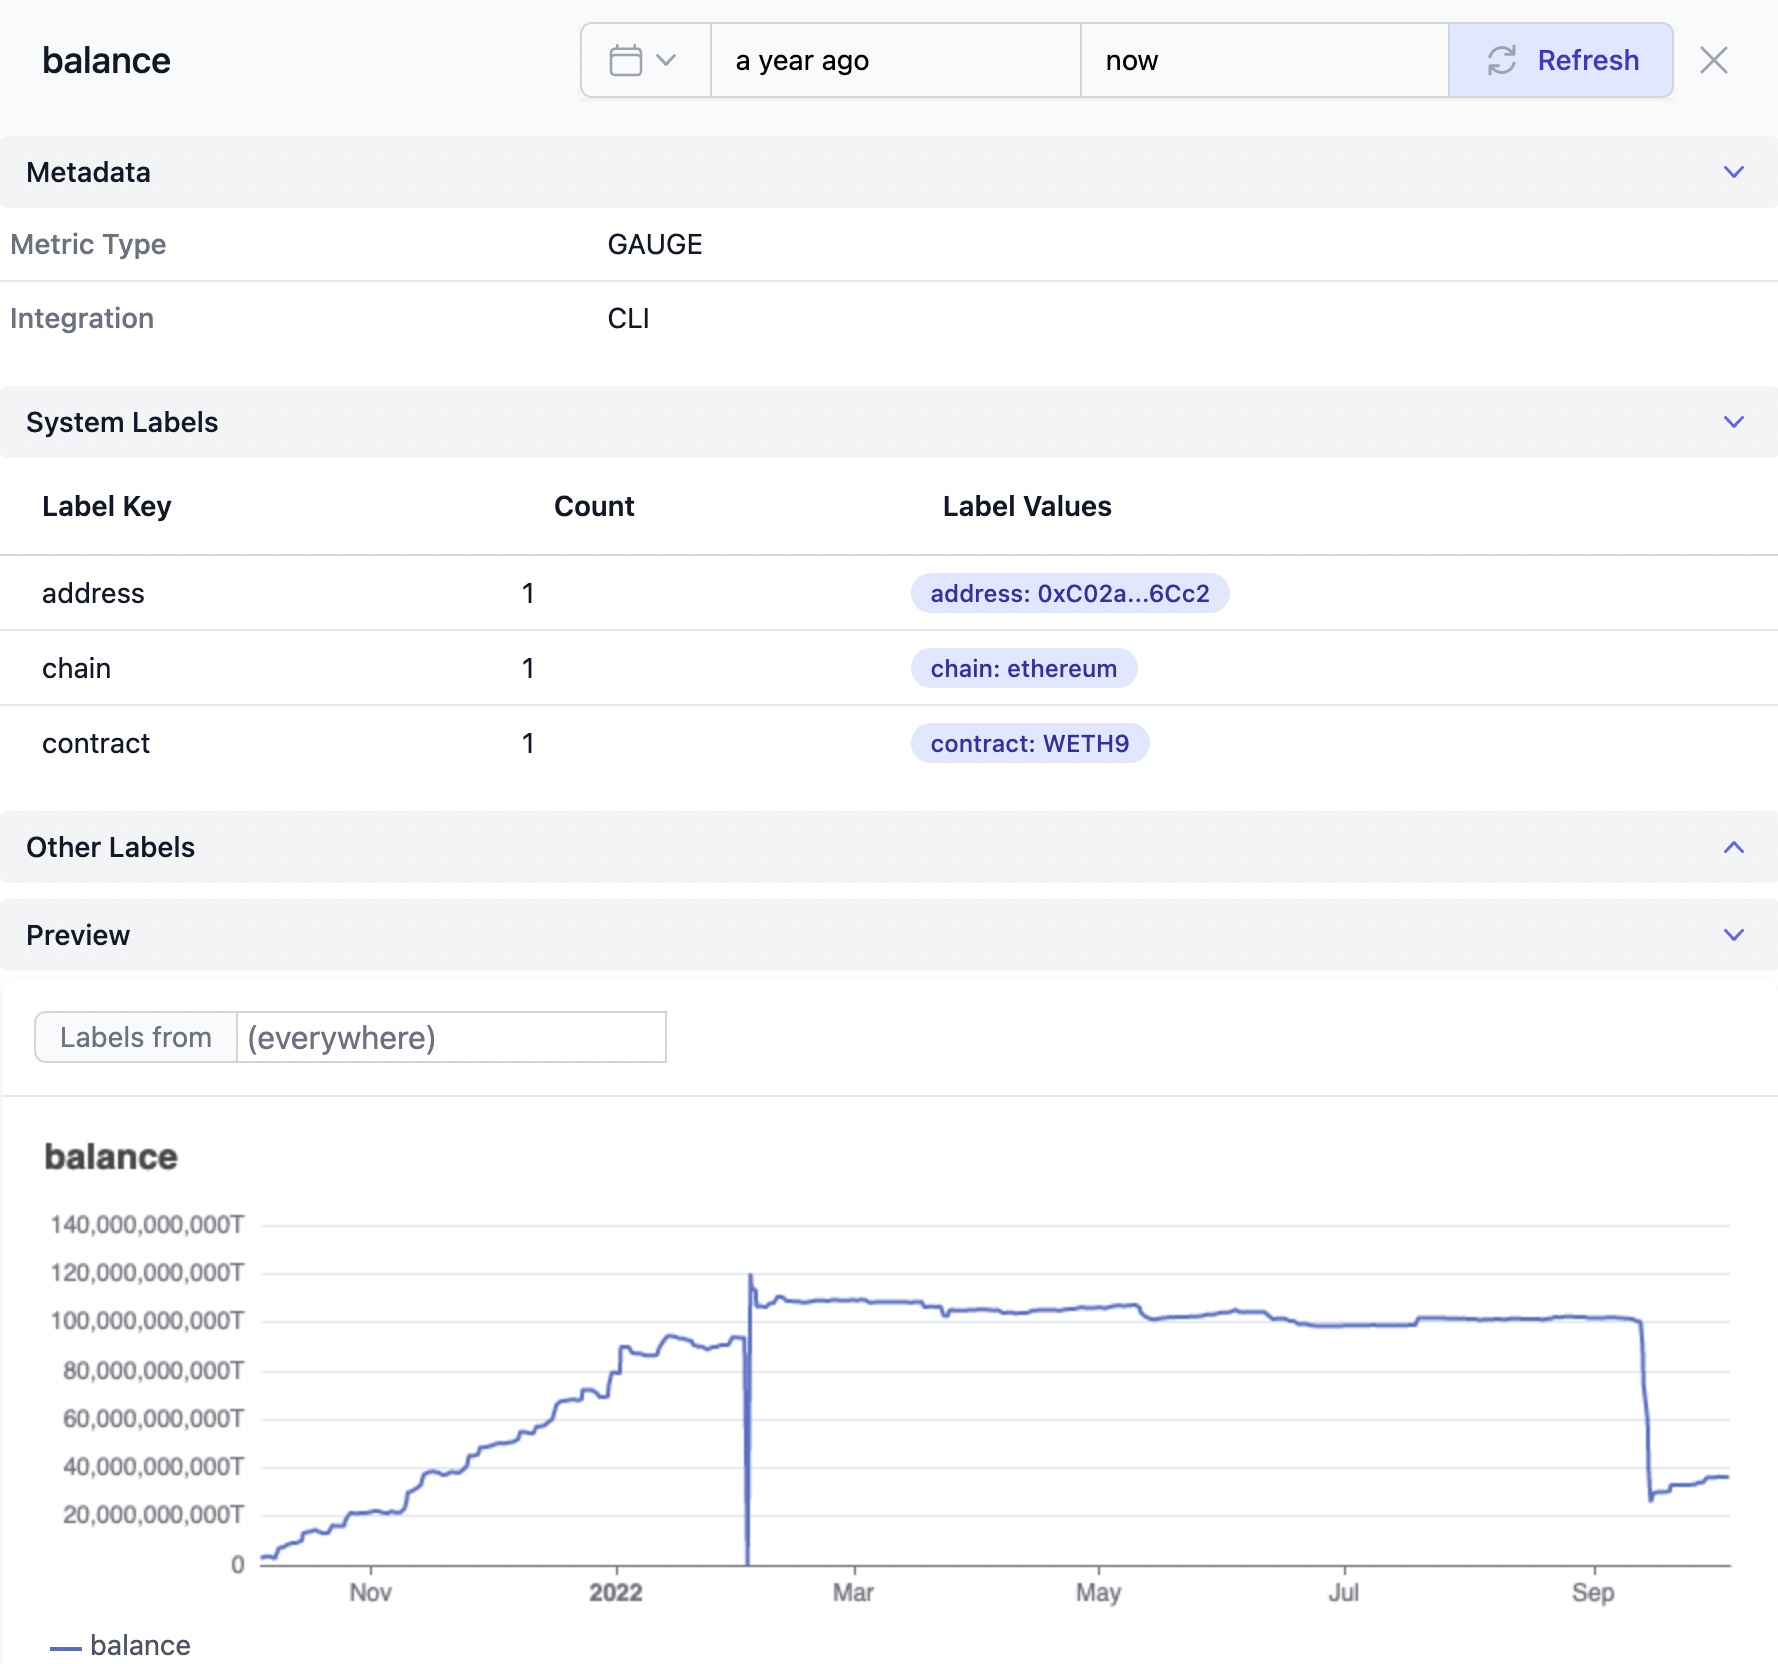 balance
a year ago
now
Refresh
Metadata
Metric Type GAUGE
Integration CLI
System Labels
Label Key Count Label Values
address 1 address: 0xC02a...6Cc2
chain 1 chain: ethereum
contract 1 contract: WETH9
Other Labels
Preview
Labels from (everywhere)
balance
140,000,000,000T
120,000,000,000T
100,000,000,000T
80,000,000,000T
60,000,000,000T
40,000,000,000T
20,000,000,000T
0
Nov 2022 Mar May Jul Sep
balance